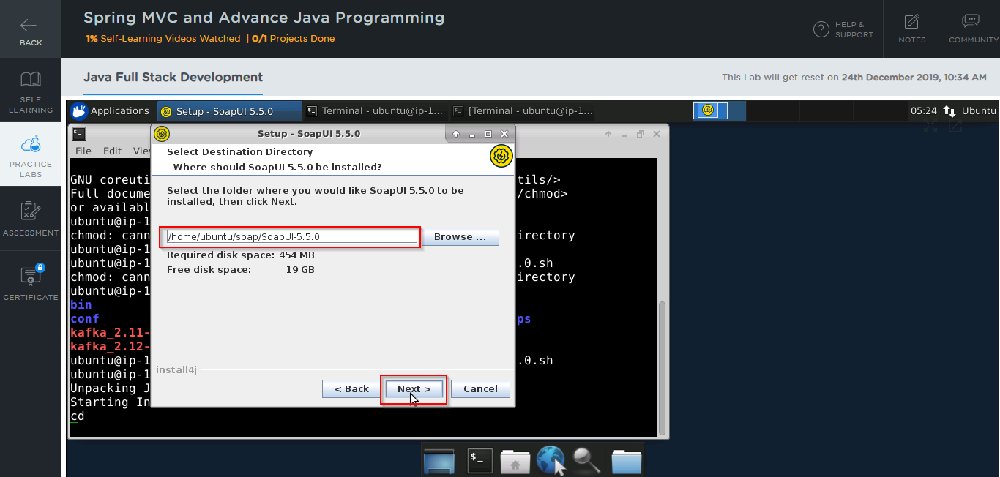 BACK
Spring MVC and Advance Java Programming
1% Self-Learning Videos Watched | 0/1 Projects Done
? HELP & SUPPORT
NOTES
COMMUNITY
SELF LEARNING
PRACTICE LABS
ASSESSMENT
CERTIFICATE
Java Full Stack Development
This Lab will get reset on 24th December 2019, 10:34 AM
Applications
Setup - SoapUI 5.5.0
Terminal - ubuntu@ip-1...
[Terminal - ubuntu@ip-1...
05:24
Ubuntu
Setup - SoapUI 5.5.0
File Edit Vie
Select Destination Directory
Where should SoapUI 5.5.0 be installed?
Select the folder where you would like SoapUI 5.5.0 to be
installed, then click Next.
/home/ubuntu/soap/SoapUI-5.5.0
Browse ...
Required disk space: 454 MB
Free disk space: 19 GB
install4j
< Back
Next >
Cancel
GNU coreuti tils/>
Full docume /chmod>
or availabl
ubuntu@ip-1
chmod: cann irectory
ubuntu@ip-1
ubuntu@ip-1 .0.sh
chmod: cann irectory
ubuntu@ip-1
bin
conf ps
kafka_2.11-
kafka_2.12-
ubuntu@ip-1 .0.sh
ubuntu@ip-1
Unpacking J
Starting In
cd